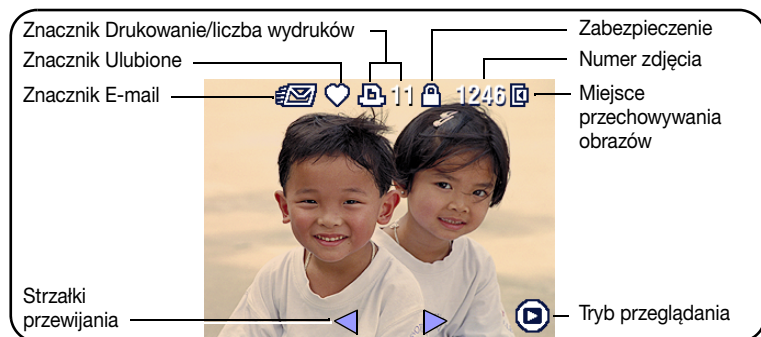 Znacznik Drukowanie/liczba wydruków
Znacznik Ulubione
Znacznik E-mail
Zabezpieczenie
Numer zdjęcia
Miejsce
przechowywania
obrazów
11 1246
Strzałki
przewijania
Tryb przeglądania